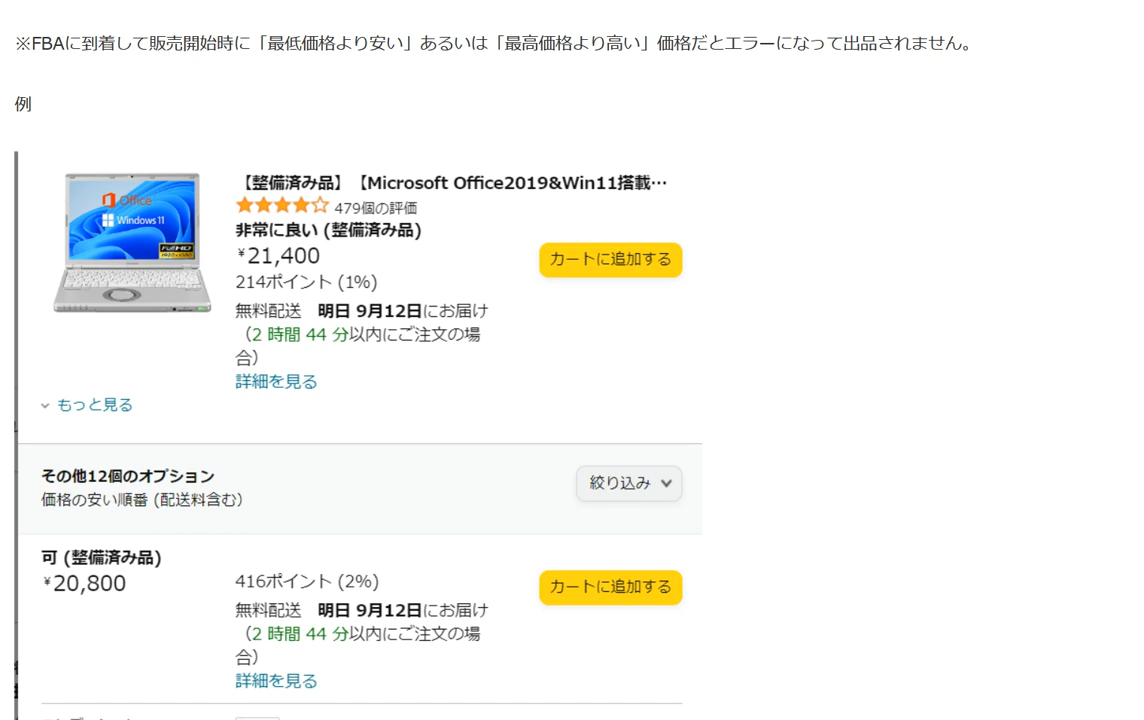 ※FBAに到着して販売開始時に「最低価格より安い」あるいは「最高価格より高い」価格だとエラーになって出品されません。
例
Office
Windows 11
FULL HD
【整備済み品】【Microsoft Office2019&Win11搭載…
479個の評価
非常に良い (整備済み品)
¥21,400
カートに追加する
214ポイント (1%)
無料配送 明日 9月12日にお届け
（2 時間 44 分以内にご注文の場
合）
詳細を見る
もっと見る
その他12個のオプション
価格の安い順番 (配送料含む)
絞り込み
可 (整備済み品)
¥20,800
416ポイント (2%)
カートに追加する
無料配送 明日 9月12日にお届け
（2 時間 44 分以内にご注文の場
合）
詳細を見る